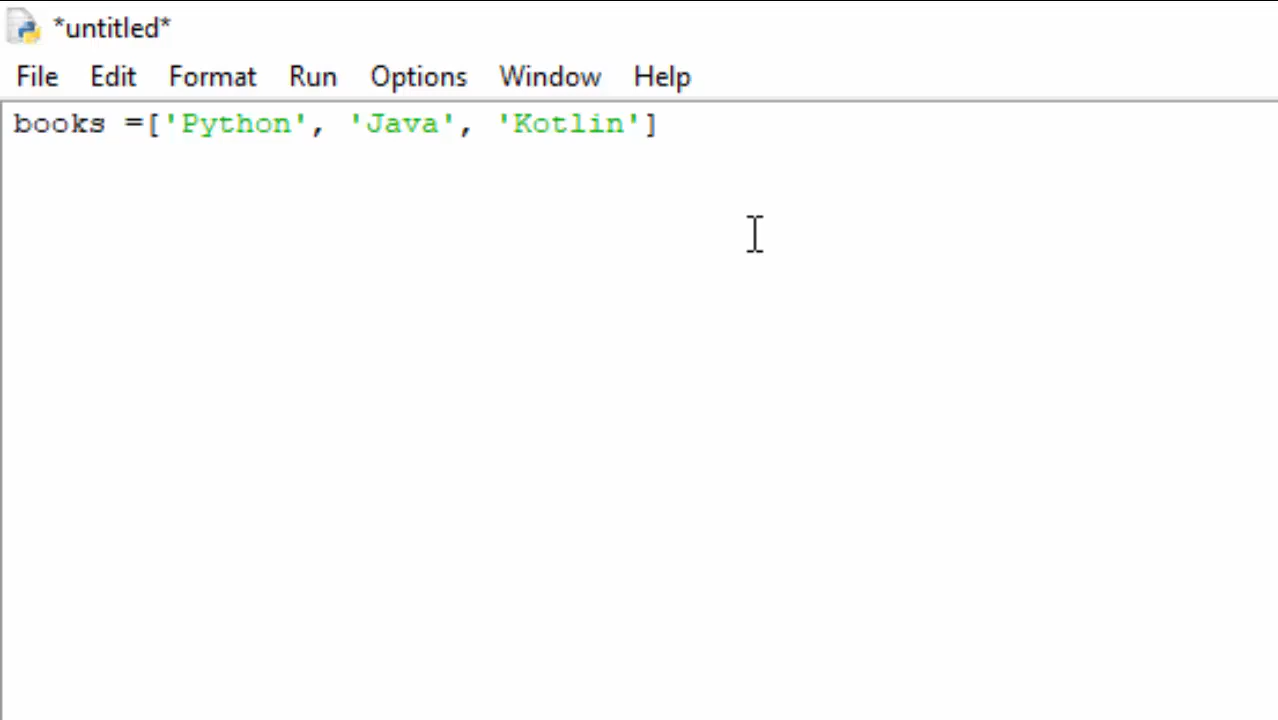 *untitled*
File Edit Format Run Options Window Help
books =['Python', 'Java', 'Kotlin']